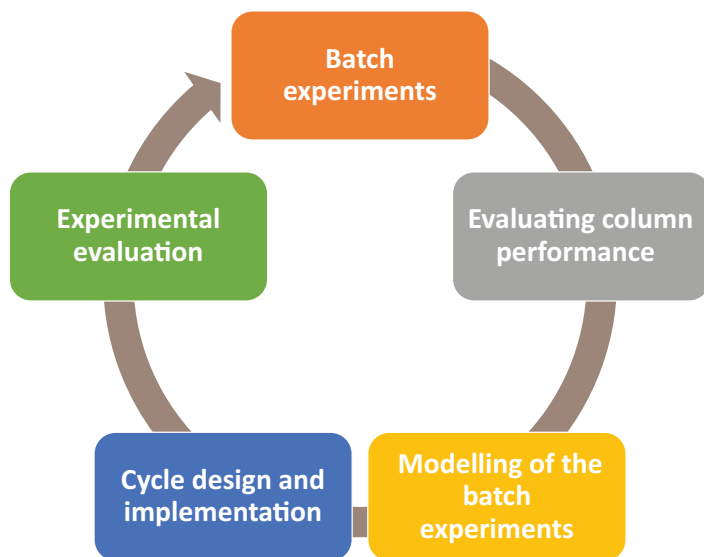 Batch
experiments
Evaluating column
performance
Modelling of the
batch
experiments
Cycle design and
implementation
Experimental
evaluation